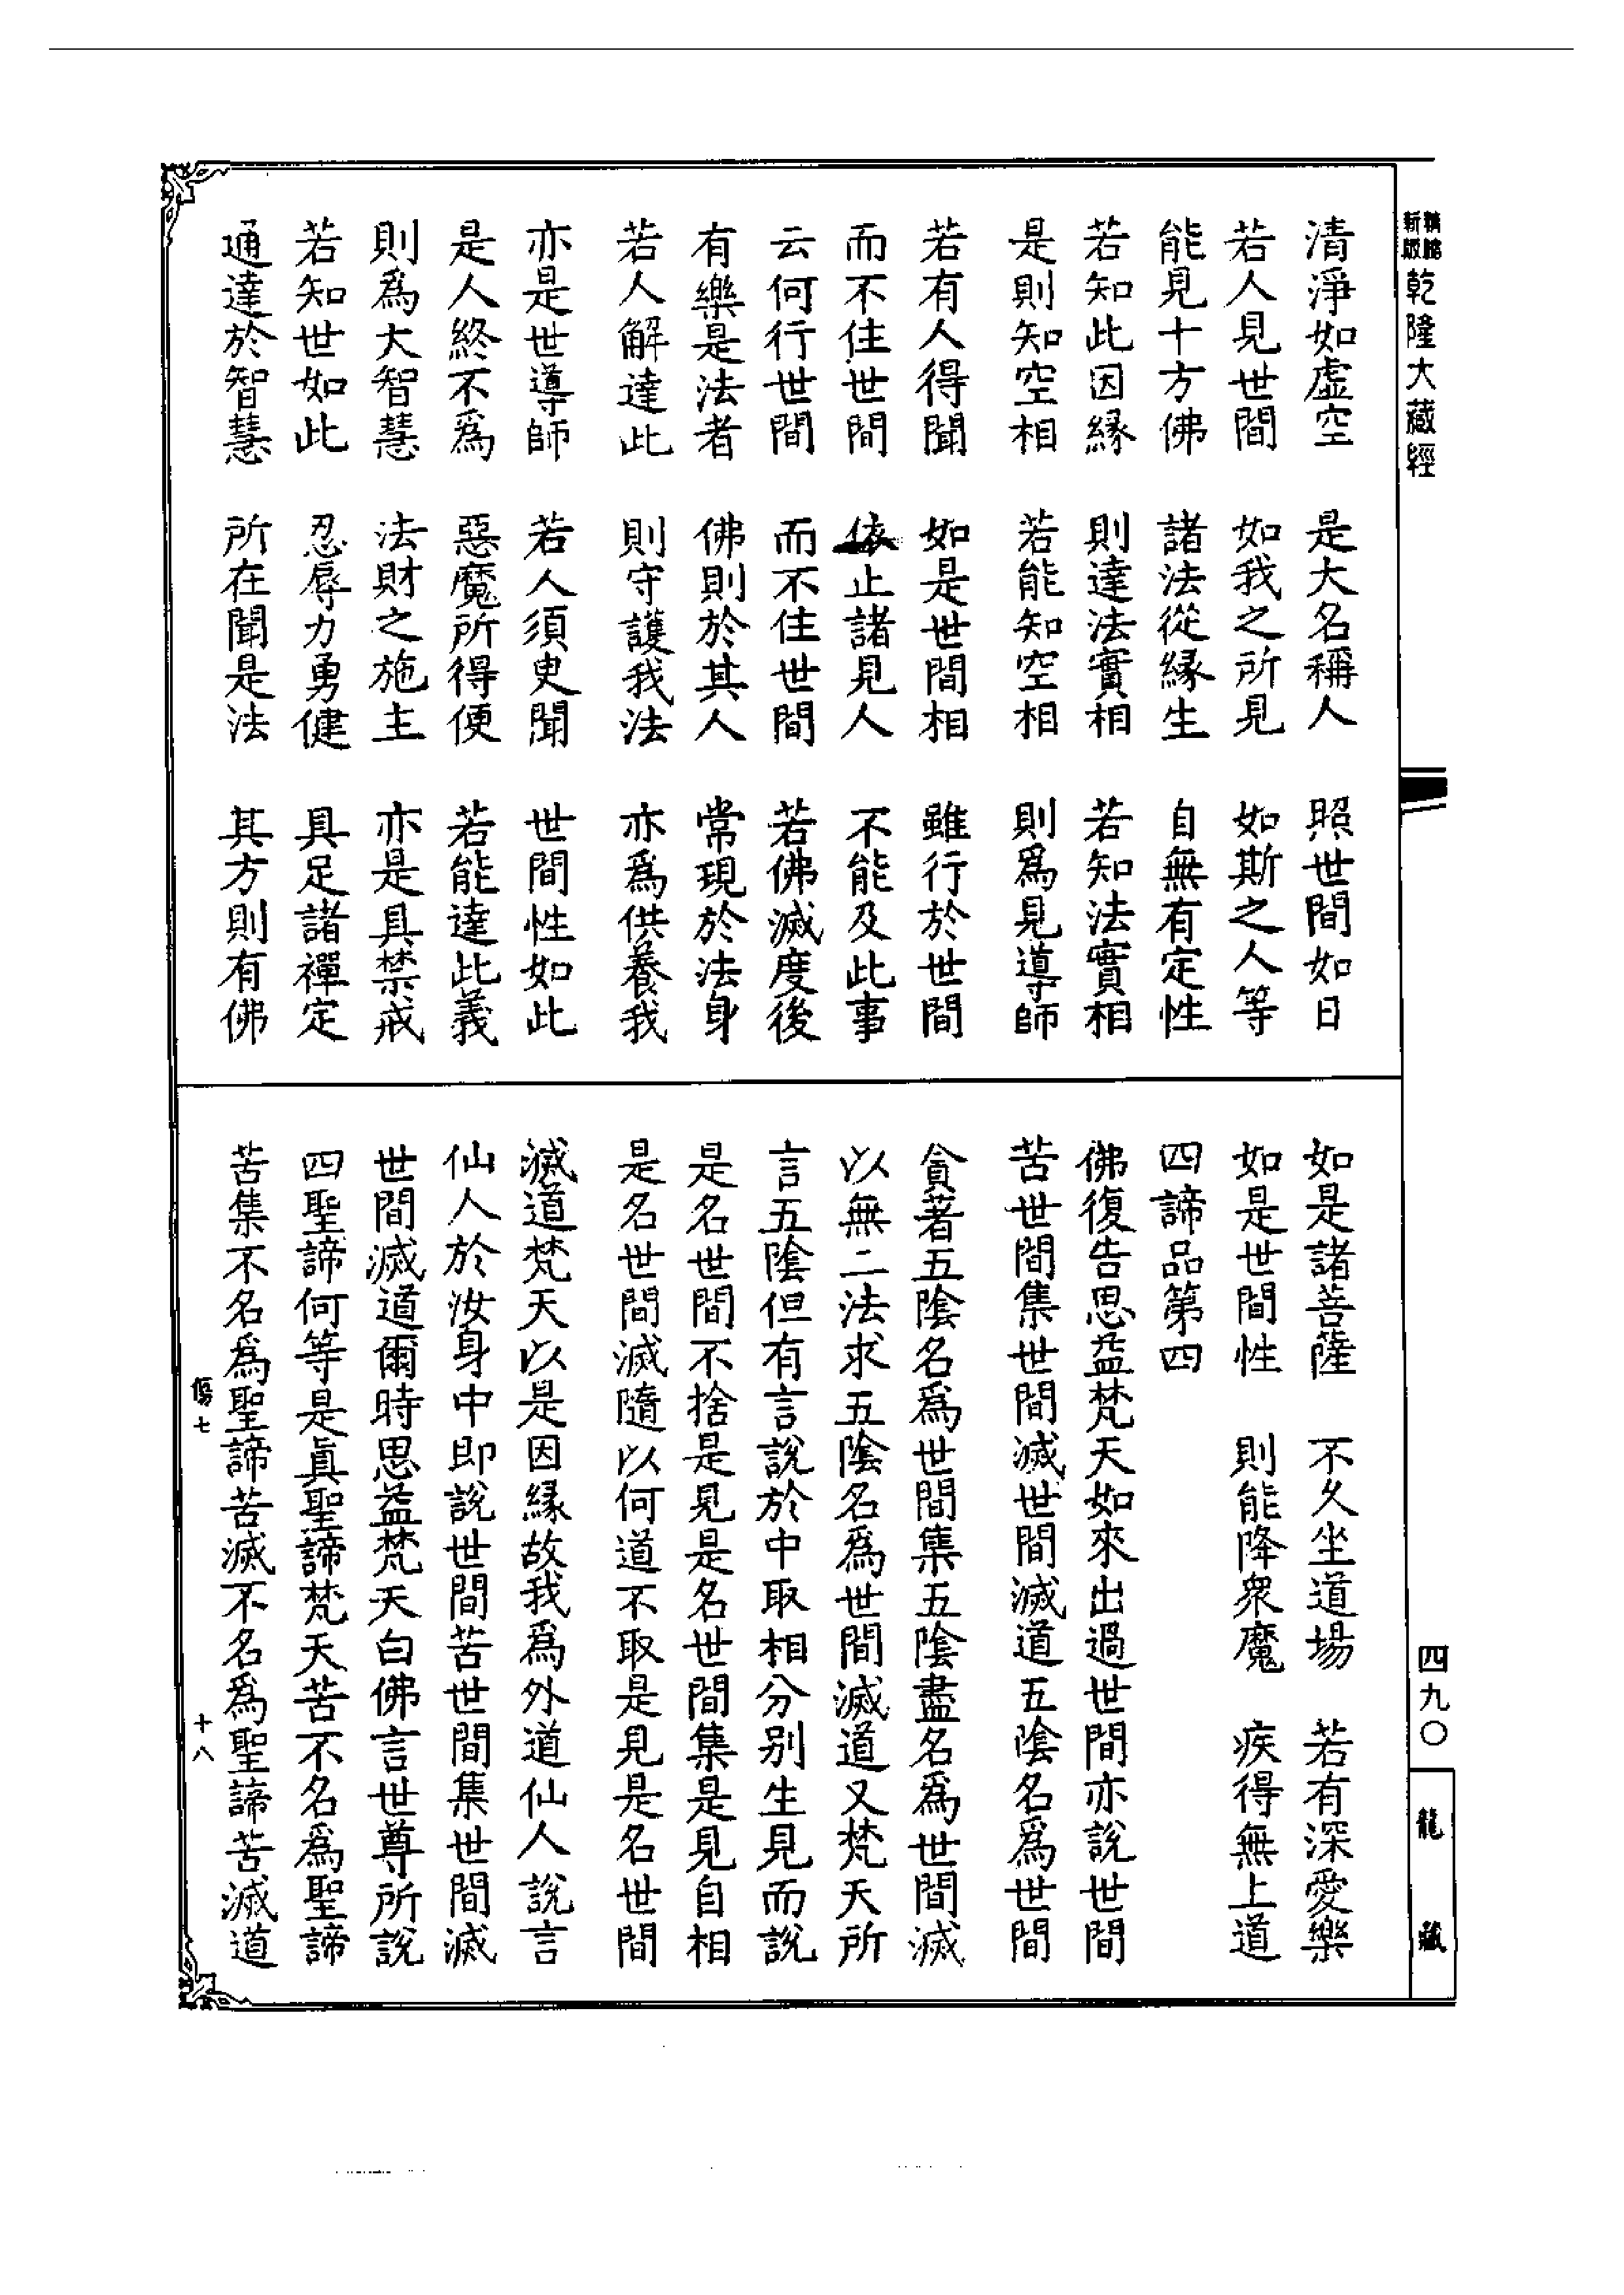 精縮新版乾隆大藏經
清淨如虛空　是大名稱人　照世間如日
若人見世間　如我之所見　如斯之人等
能見十方佛　諸法從緣生　自無有定性
若知此因緣　則達法實相　若知法實相
是則知空相　若能知空相　則爲見導師
若有人得聞　如是世間相　雖行於世間
而不住世間　依止諸見人　不能及此事
云何行世間　而不住世間　若佛滅度後
有樂是法者　佛則於其人　常現於法身
若人解達此　則守護我法　亦爲供養我
亦是世導師　若人須臾聞　世間性如此
是人終不爲　惡魔所得便　若能達此義
則爲大智慧　法財之施主　亦是具禁戒
若知世如此　忍辱力勇健　具足諸禪定
通達於智慧　所在聞是法　其方則有佛
如是諸菩薩　不久坐道場　若有深愛樂
如是世間性　則能降衆魔　疾得無上道
四諦品第四
佛復告思益梵天如來出過世間亦說世間
苦世間集世間滅世間滅道五陰名爲世間
貪著五陰名爲世間集五陰盡名爲世間滅
以無二法求五陰名爲世間滅道又梵天所
言五陰但有言說於中取相分別生見而說
是名世間不捨是見是名世間集是見自相
是名世間滅隨以何道不取是見是名世間
滅道梵天以是因緣故我爲外道仙人說言
仙人於汝身中即說世間苦世間集世間滅
世間滅道爾時思益梵天白佛言世尊所說
四聖諦何等是眞聖諦梵天苦不名爲聖諦
苦集不名爲聖諦苦滅不名爲聖諦苦滅道
四九〇
龍藏
傷七
十八